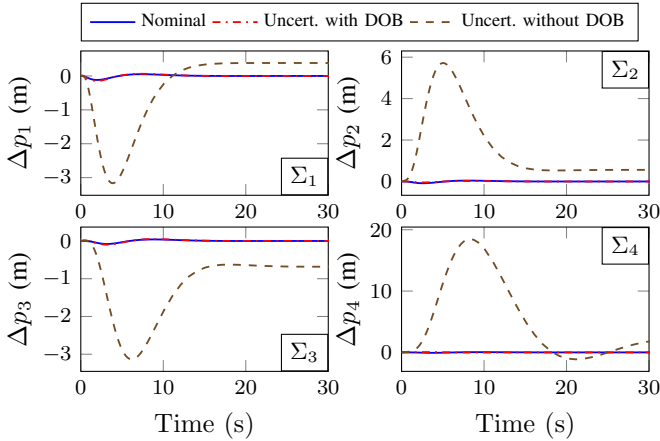 Nominal Uncert. with DOB Uncert. without DOB
Δp1 (m)
0
−1
−2
−3
0 10 20 30
Σ1
Δp2 (m)
6
4
2
0
0 10 20 30
Σ2
Δp3 (m)
0
−1
−2
−3
0 10 20 30
Σ3
Time (s)
Δp4 (m)
20
10
0
0 10 20 30
Σ4
Time (s)